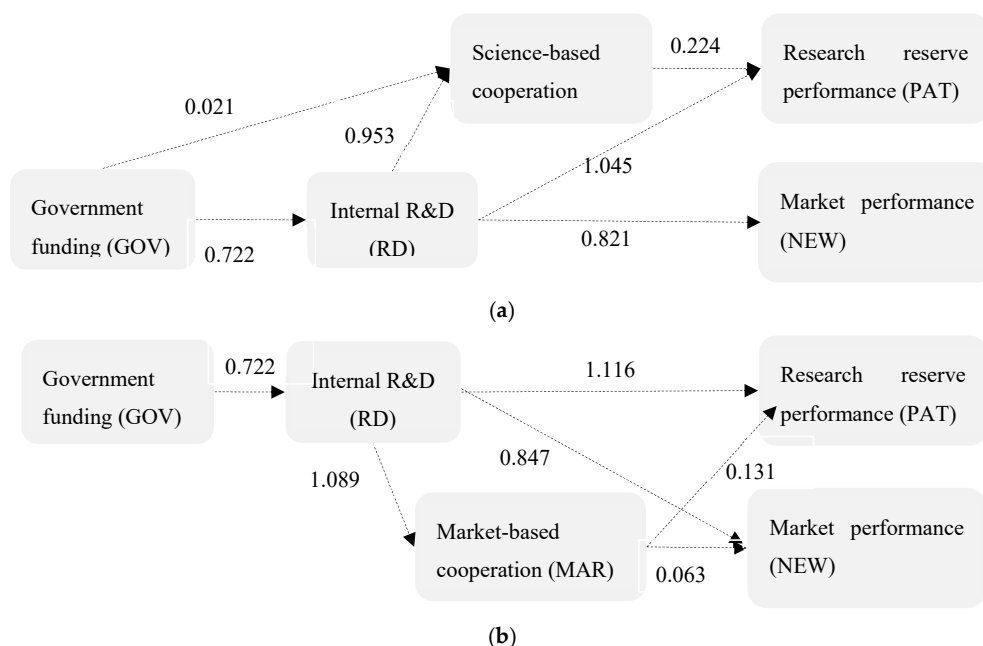 Science-based
cooperation
0.224
Research reserve
performance (PAT)
0.021
0.953
1.045
Government
funding (GOV)
0.722
Internal R&D
(RD)
0.821
Market performance
(NEW)
(a)
Government
funding (GOV)
0.722
Internal R&D
(RD)
1.116
Research reserve
performance (PAT)
1.089
0.847
0.131
Market-based
cooperation (MAR)
0.063
Market performance
(NEW)
(b)